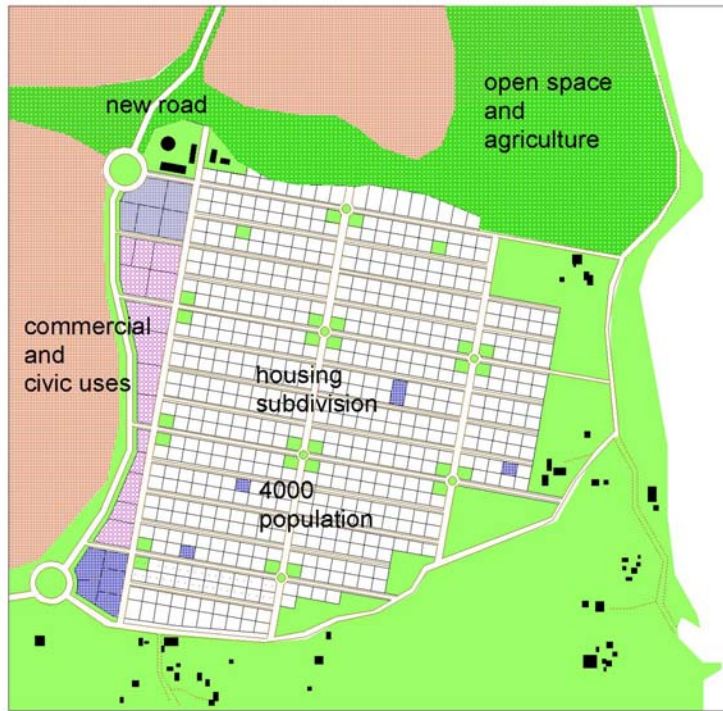 open space
and
agriculture
new road
commercial
and
civic uses
housing
subdivision
4000
population